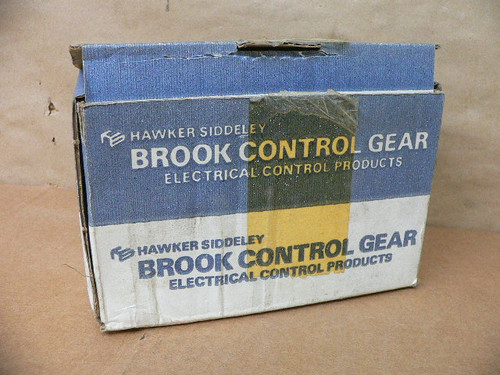 HAWKER SIDDELEY
BROOK CONTROL GEAR
ELECTRICAL CONTROL PRODUCTS
HAWKER SIDDELEY
BROOK CONTROL GEAR
ELECTRICAL CONTROL PRODUCTS